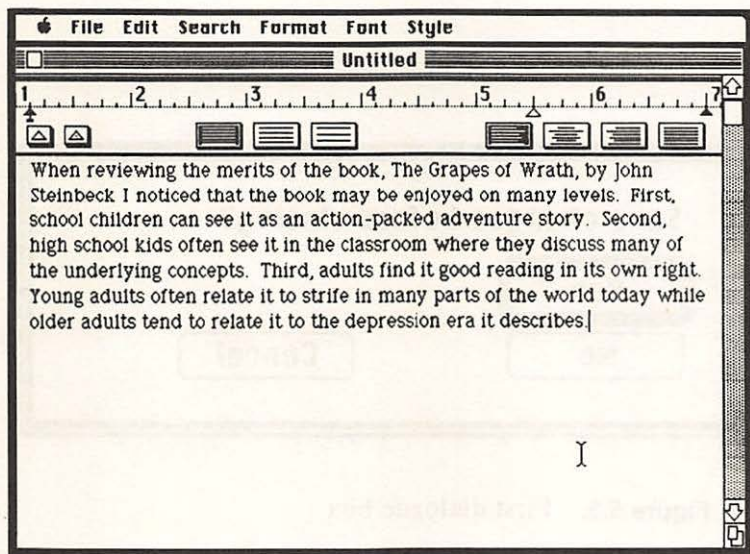 File Edit Search Format Font Style
Untitled
1 2 3 4 5 6 7
When reviewing the merits of the book, The Grapes of Wrath, by John
Steinbeck I noticed that the book may be enjoyed on many levels.  First,
school children can see it as an action-packed adventure story.  Second,
high school kids often see it in the classroom where they discuss many of
the underlying concepts.  Third, adults find it good reading in its own right.
Young adults often relate it to strife in many parts of the world today while
older adults tend to relate it to the depression era it describes.
No Cancel
Figure 5.2. First dialogue box